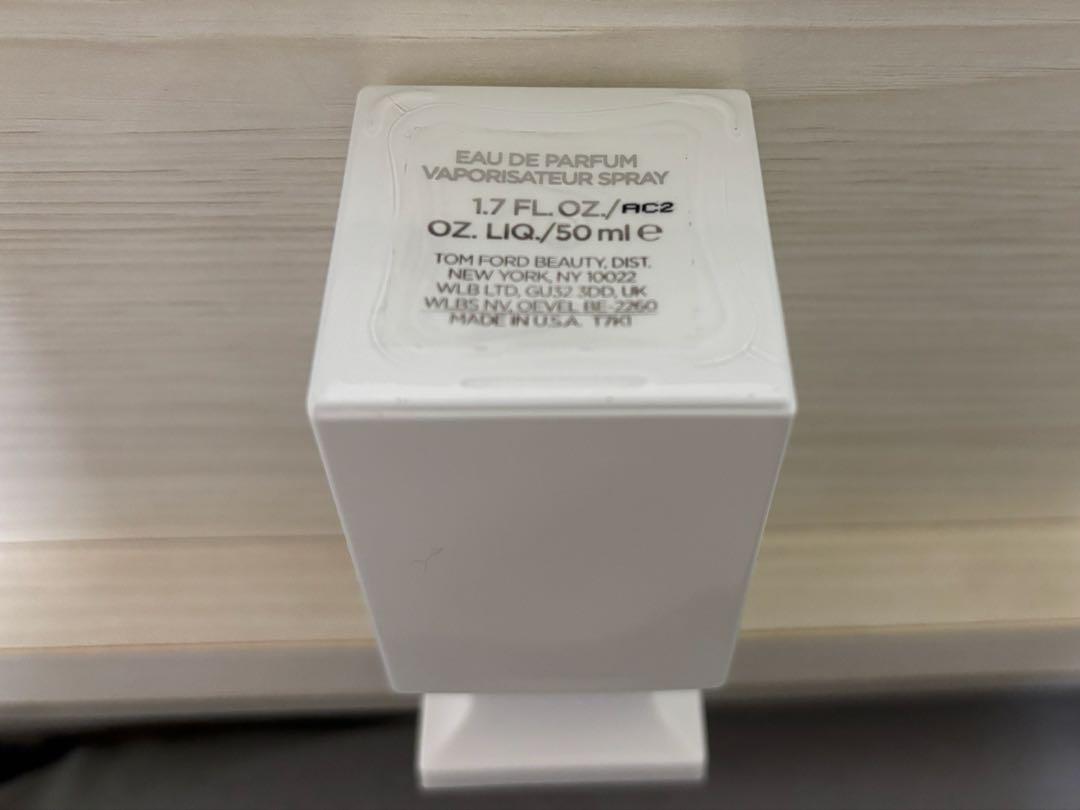 EAU DE PARFUM
VAPORISATEUR SPRAY
1.7 FL. OZ./AC2
OZ. LIQ./50 ml ℮
TOM FORD BEAUTY, DIST.
NEW YORK, NY 10022
WLB LTD, GU32 3DD, UK
WLBS NV, OEVEL BE-2260
MADE IN U.S.A. T7K1